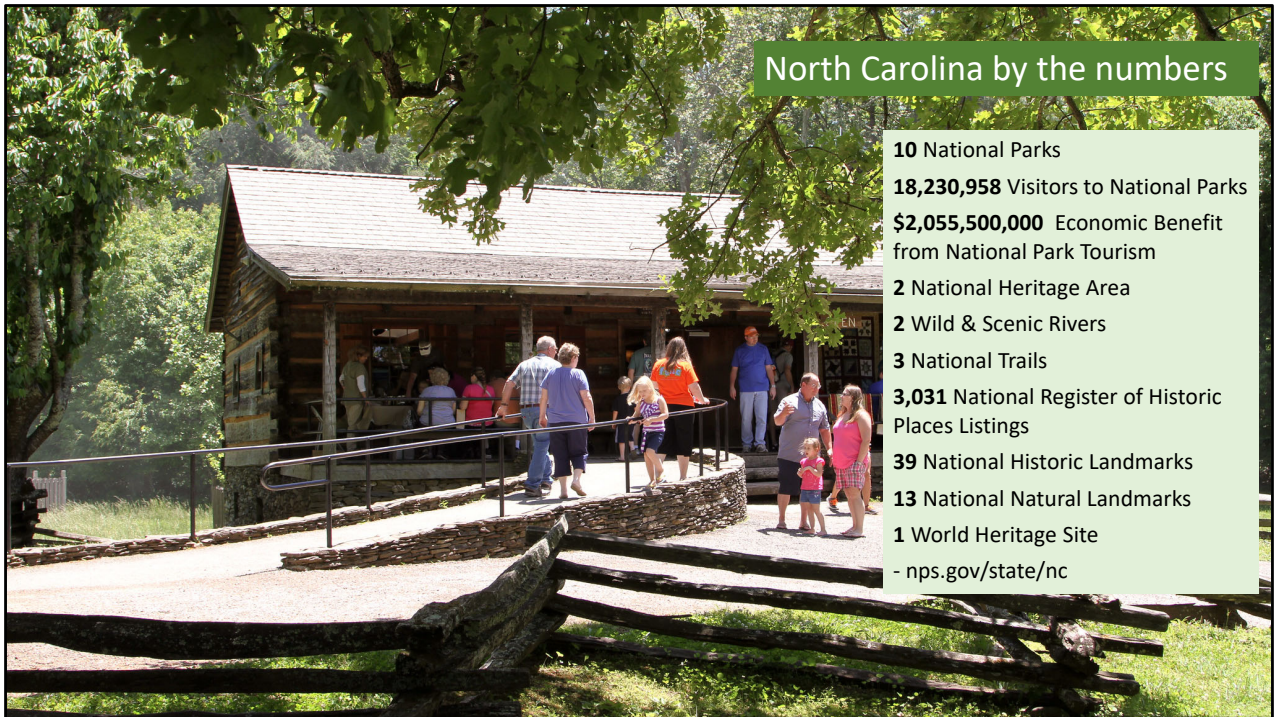 North Carolina by the numbers
10 National Parks
18,230,958 Visitors to National Parks
$2,055,500,000 Economic Benefit
from National Park Tourism
2 National Heritage Area
2 Wild & Scenic Rivers
3 National Trails
3,031 National Register of Historic
Places Listings
39 National Historic Landmarks
13 National Natural Landmarks
1 World Heritage Site
- nps.gov/state/nc